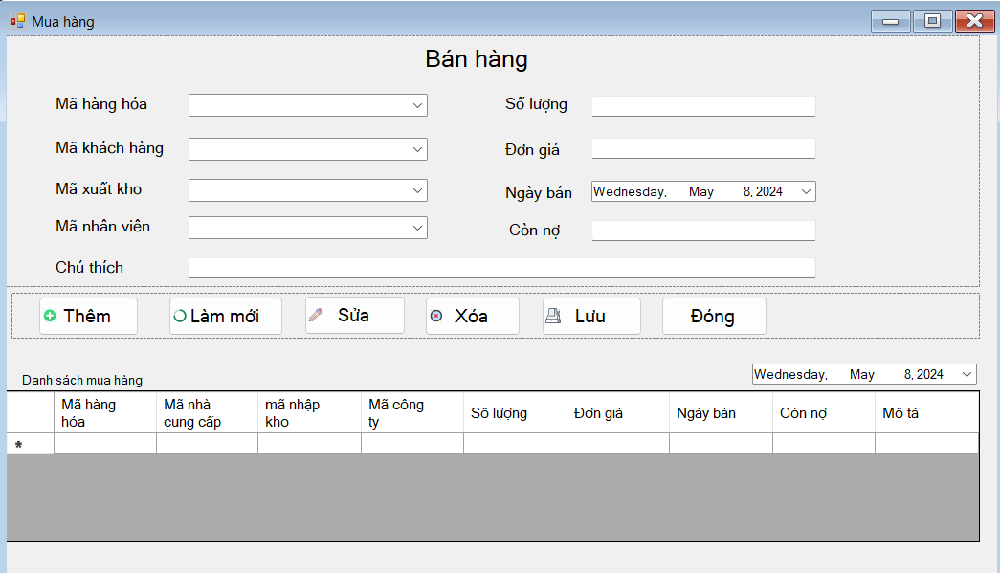 Mua hàng
Bán hàng
Mã hàng hóa
Số lượng
Mã khách hàng
Đơn giá
Mã xuất kho
Ngày bán
Wednesday, May 8, 2024
Mã nhân viên
Còn nợ
Chú thích
Thêm
Làm mới
Sửa
Xóa
Lưu
Đóng
Danh sách mua hàng
Wednesday, May 8, 2024
Mã hàng
hóa
Mã nhà
cung cấp
mã nhập
kho
Mã công
ty
Số lượng
Đơn giá
Ngày bán
Còn nợ
Mô tả
*